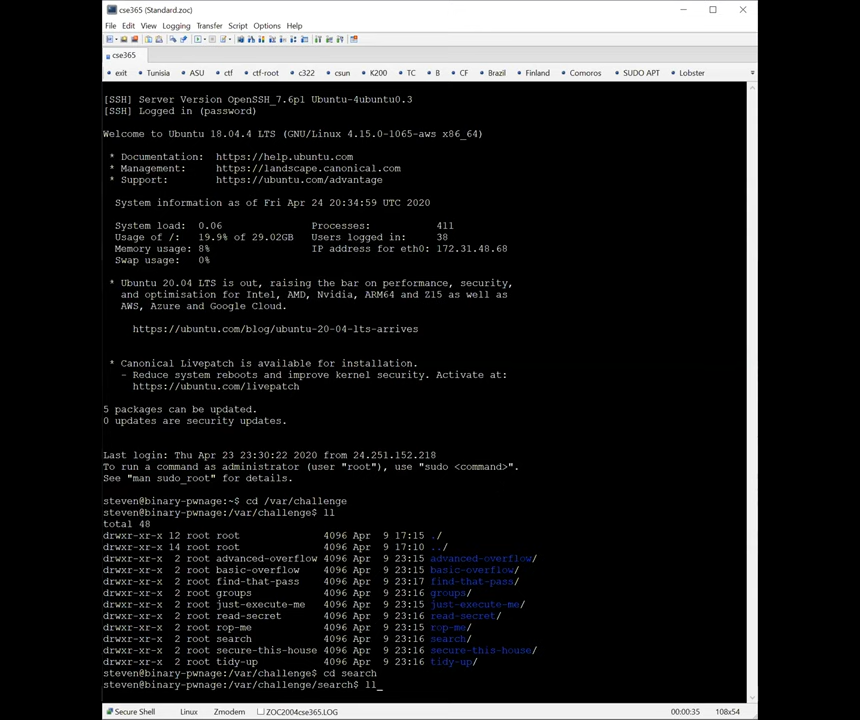 cse365 (Standard.zoc)
File Edit View Logging Transfer Script Options Help
cse365
exit Tunisia ASU ctf ctf-root c322 csun K200 TC B CF Brazil Finland Comoros SUDO APT Lobster
[SSH] Server Version OpenSSH_7.6p1 Ubuntu-4ubuntu0.3
[SSH] Logged in (password)
Welcome to Ubuntu 18.04.4 LTS (GNU/Linux 4.15.0-1065-aws x86_64)
* Documentation: https://help.ubuntu.com
* Management: https://landscape.canonical.com
* Support: https://ubuntu.com/advantage
System information as of Fri Apr 24 20:34:59 UTC 2020
System load: 0.06 Processes: 411
Usage of /: 19.9% of 29.02GB Users logged in: 38
Memory usage: 8% IP address for eth0: 172.31.48.68
Swap usage: 0%
* Ubuntu 20.04 LTS is out, raising the bar on performance, security,
and optimisation for Intel, AMD, Nvidia, ARM64 and Z15 as well as
AWS, Azure and Google Cloud.
https://ubuntu.com/blog/ubuntu-20-04-lts-arrives
* Canonical Livepatch is available for installation.
- Reduce system reboots and improve kernel security. Activate at:
https://ubuntu.com/livepatch
5 packages can be updated.
0 updates are security updates.
Last login: Thu Apr 23 23:30:22 2020 from 24.251.152.218
To run a command as administrator (user "root"), use "sudo <command>".
See "man sudo_root" for details.
steven@binary-pwnage:~$ cd /var/challenge
steven@binary-pwnage:/var/challenge$ ll
total 48
drwxr-xr-x 12 root root 4096 Apr 9 17:15 ./
drwxr-xr-x 14 root root 4096 Apr 9 17:10 ../
drwxr-xr-x 2 root advanced-overflow 4096 Apr 9 23:15 advanced-overflow/
drwxr-xr-x 2 root basic-overflow 4096 Apr 9 23:15 basic-overflow/
drwxr-xr-x 2 root find-that-pass 4096 Apr 9 23:17 find-that-pass/
drwxr-xr-x 2 root groups 4096 Apr 9 23:16 groups/
drwxr-xr-x 2 root just-execute-me 4096 Apr 9 23:15 just-execute-me/
drwxr-xr-x 2 root read-secret 4096 Apr 9 23:16 read-secret/
drwxr-xr-x 2 root rop-me 4096 Apr 9 23:15 rop-me/
drwxr-xr-x 2 root search 4096 Apr 9 23:16 search/
drwxr-xr-x 2 root secure-this-house 4096 Apr 9 23:16 secure-this-house/
drwxr-xr-x 2 root tidy-up 4096 Apr 9 23:16 tidy-up/
steven@binary-pwnage:/var/challenge$ cd search
steven@binary-pwnage:/var/challenge/search$ ll_
Secure Shell Linux Zmodem ZOC2004cse365.LOG 00:00:35 108x54